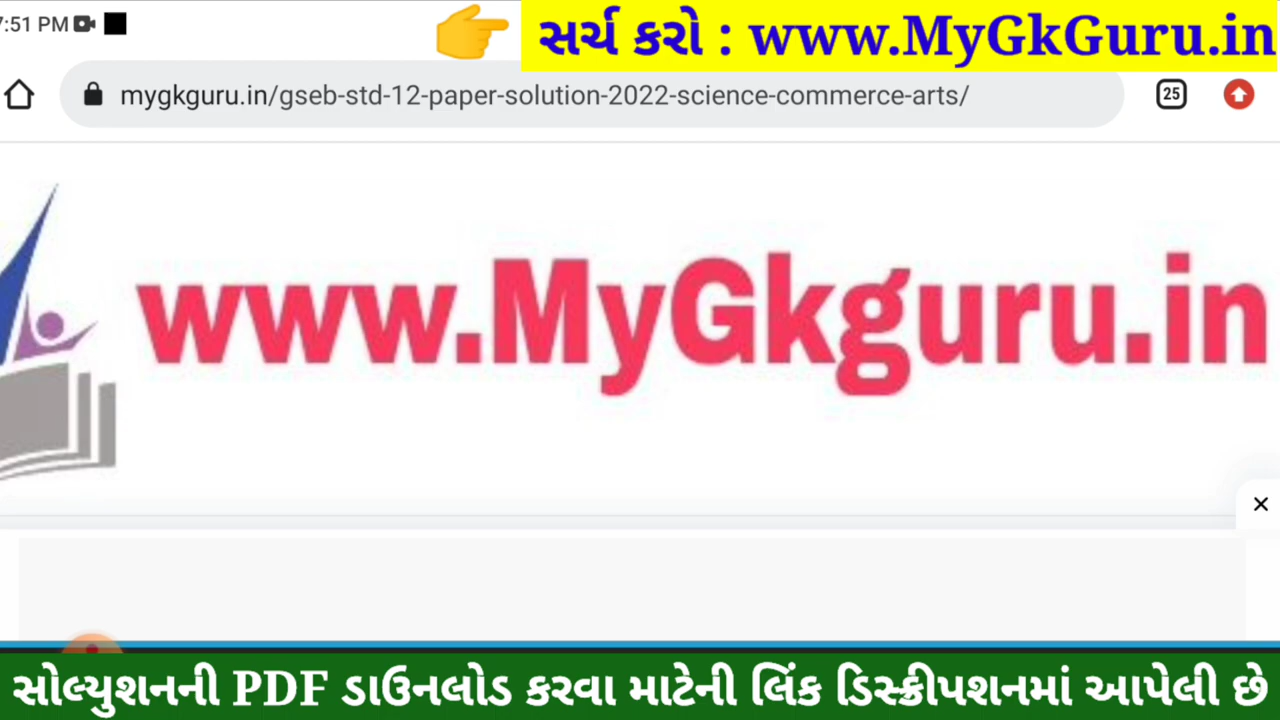 7:51 PM
સર્ચ કરો : www.MyGkGuru.in
mygkguru.in/gseb-std-12-paper-solution-2022-science-commerce-arts/
25
www.MyGkguru.in
સોલ્યુશનની PDF ડાઉનલોડ કરવા માટેની લિંક ડિસ્ક્રીપશનમાં આપેલી છે